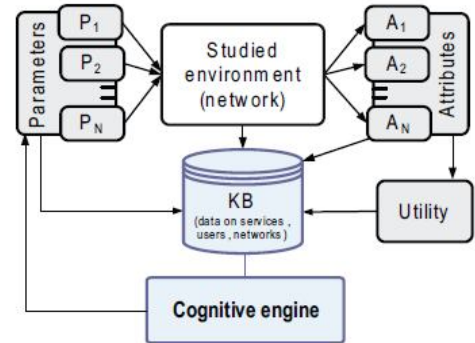 Parameters
P1
P2
PN
Studied
environment
(network)
A1
A2
AN
Attributes
KB
(data on services ,
users , networks )
Utility
Cognitive engine